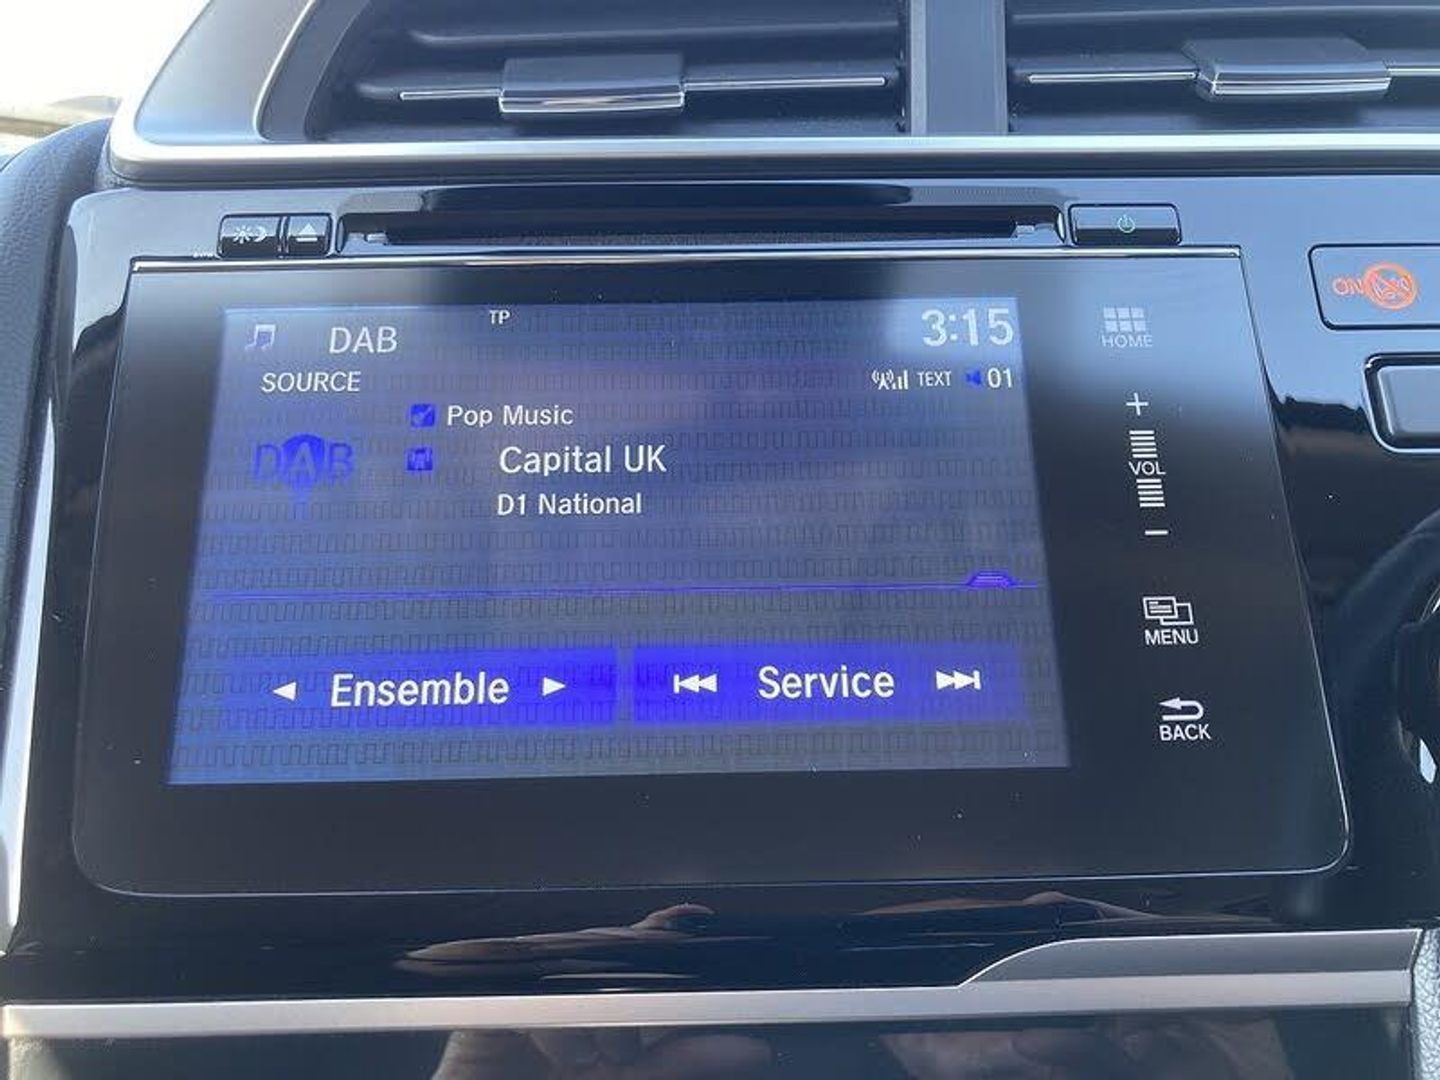 DAB
TP
3:15
SOURCE
TEXT 01
Pop Music
DAB
Capital UK
D1 National
Ensemble
Service
HOME
+
VOL
−
MENU
BACK
ON